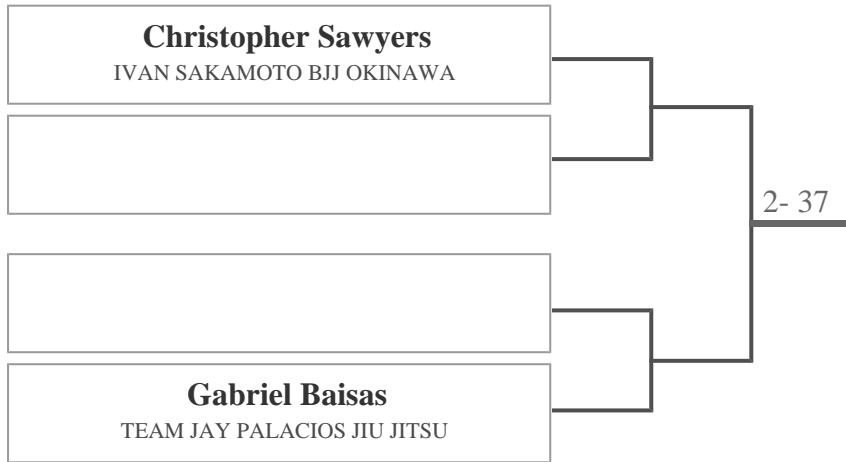 Christopher Sawyers
IVAN SAKAMOTO BJJ OKINAWA
2- 37
Gabriel Baisas
TEAM JAY PALACIOS JIU JITSU